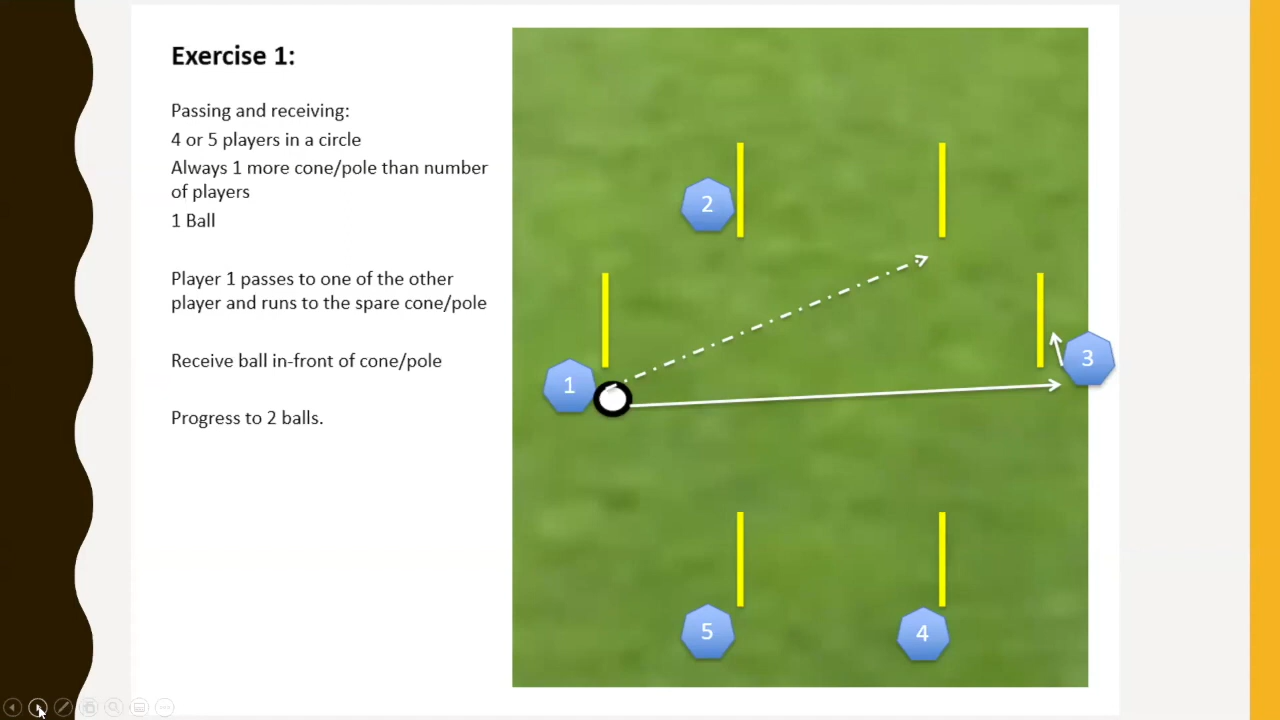 Exercise 1:
Passing and receiving:
4 or 5 players in a circle
Always 1 more cone/pole than number
of players
1 Ball
Player 1 passes to one of the other
player and runs to the spare cone/pole
Receive ball in-front of cone/pole
Progress to 2 balls.
2
1
3
5
4